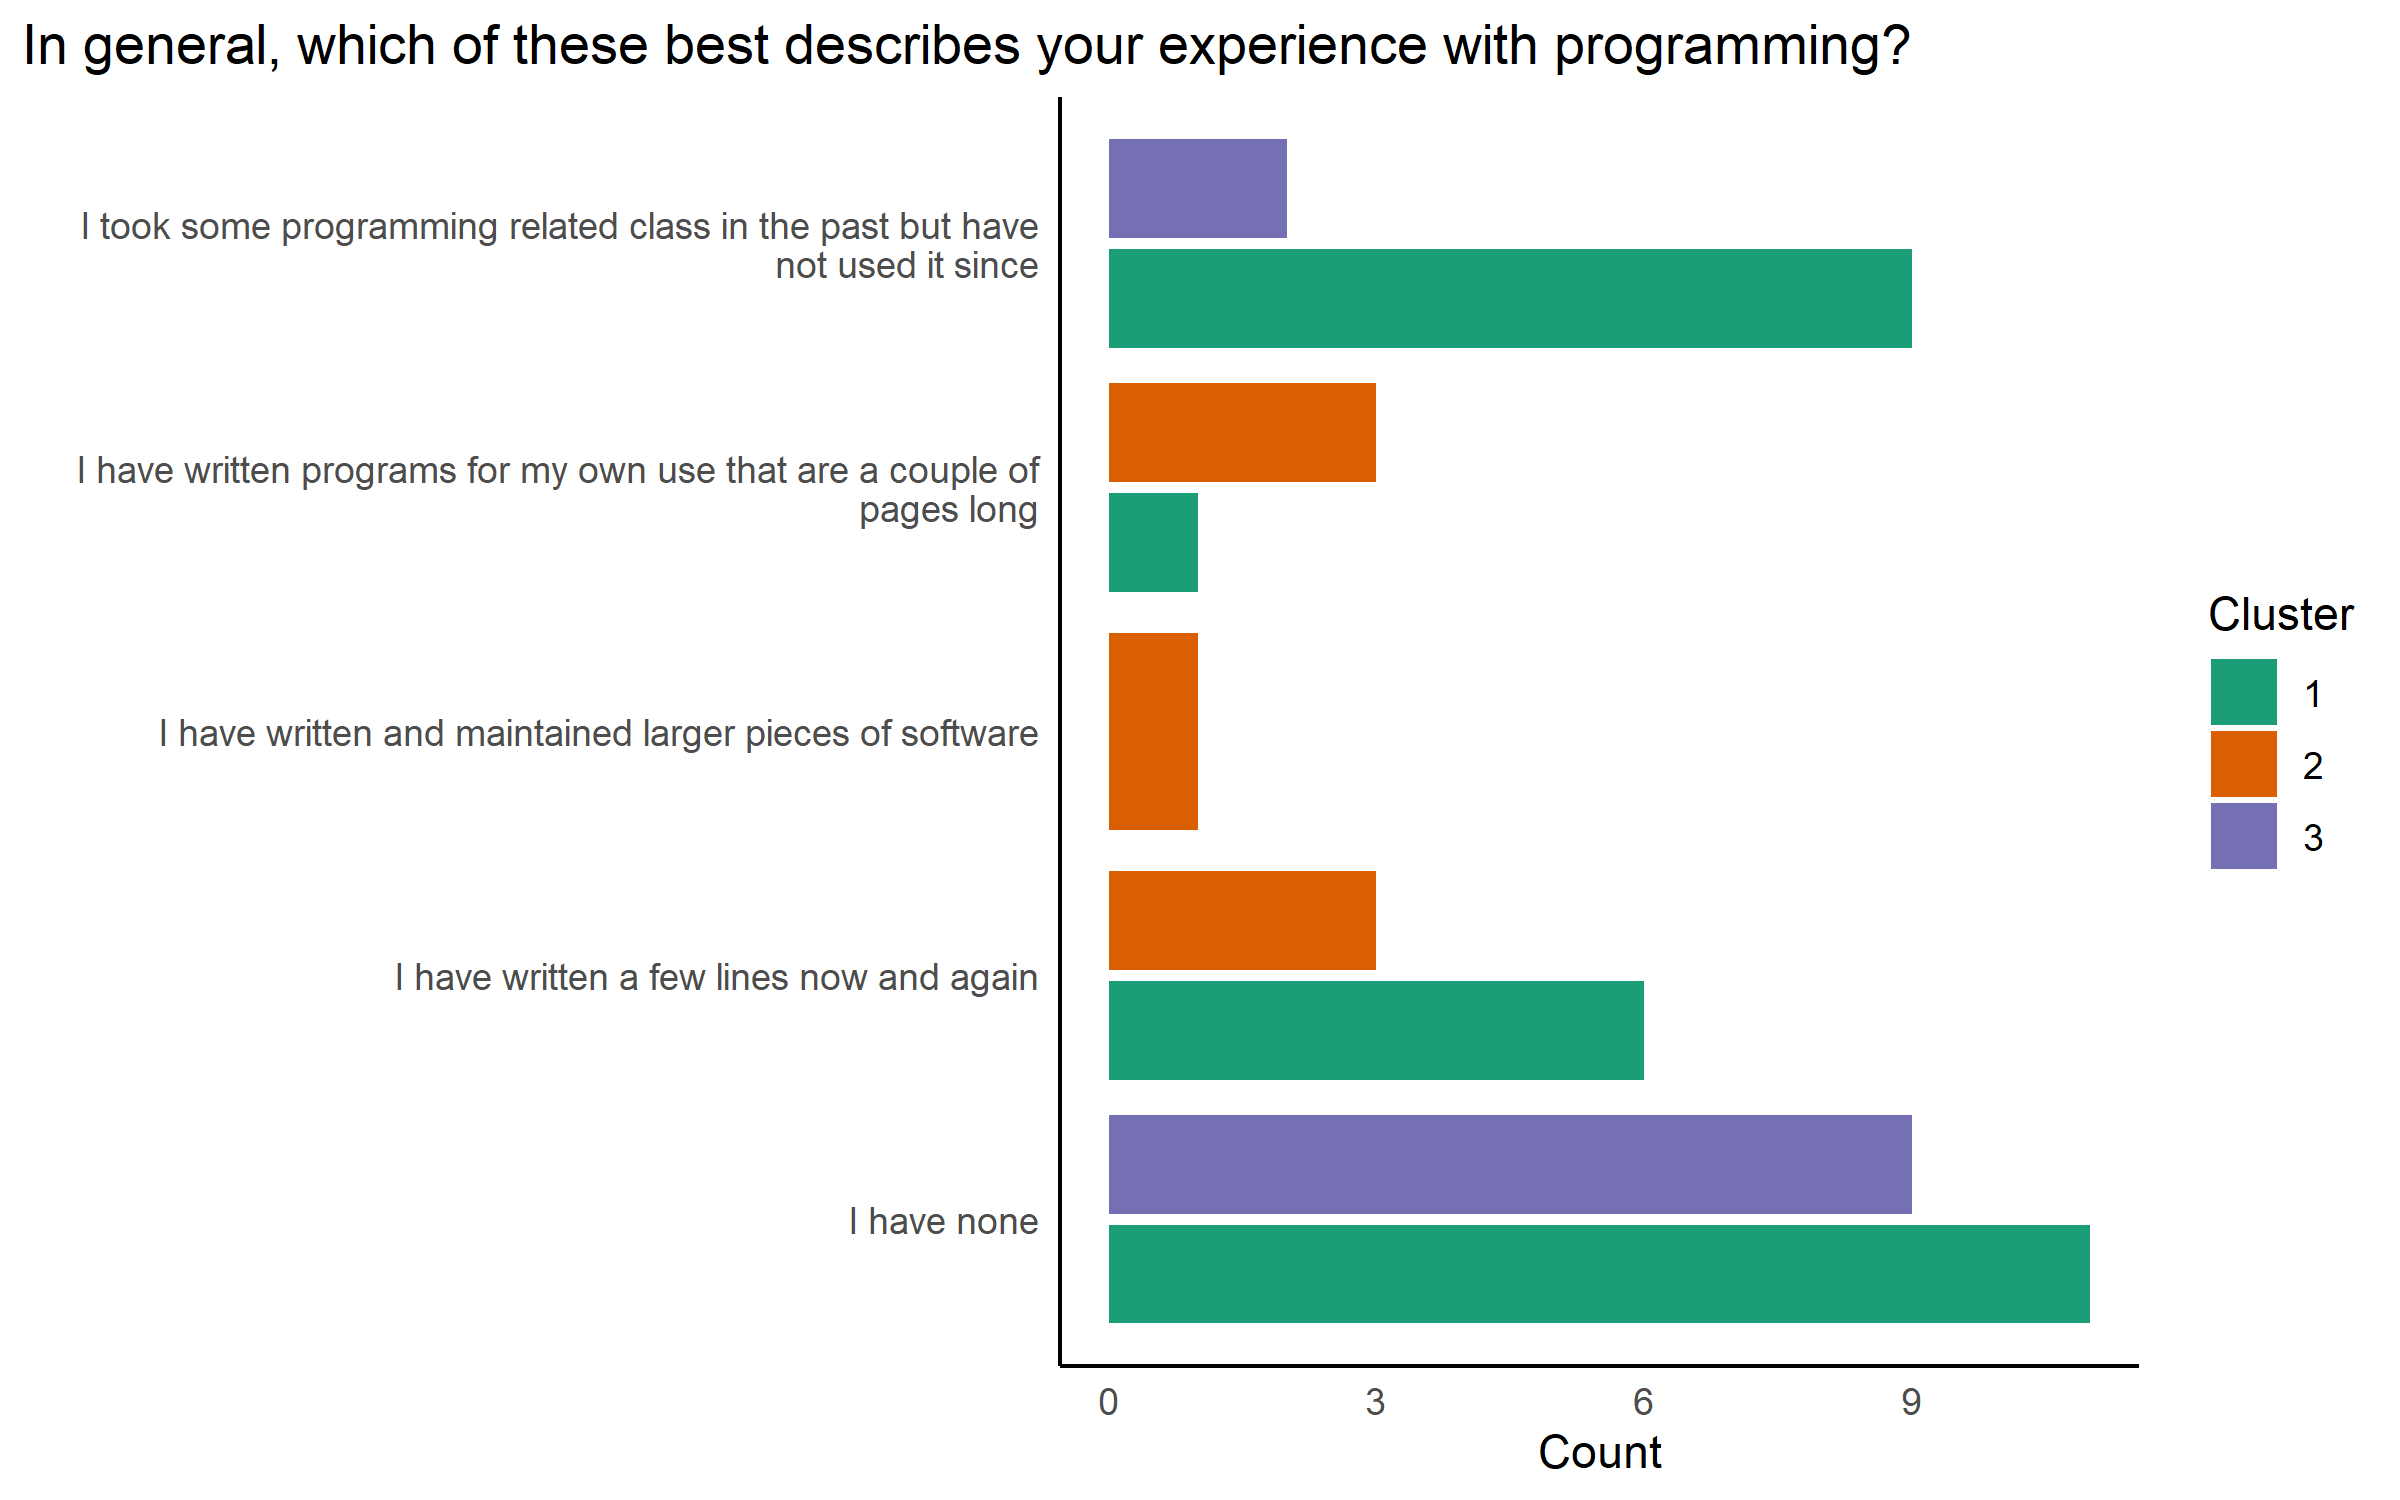 In general, which of these best describes your experience with programming?
I took some programming related class in the past but have
not used it since
I have written programs for my own use that are a couple of
pages long
I have written and maintained larger pieces of software
I have written a few lines now and again
I have none
0 3 6 9
Count
Cluster
1
2
3